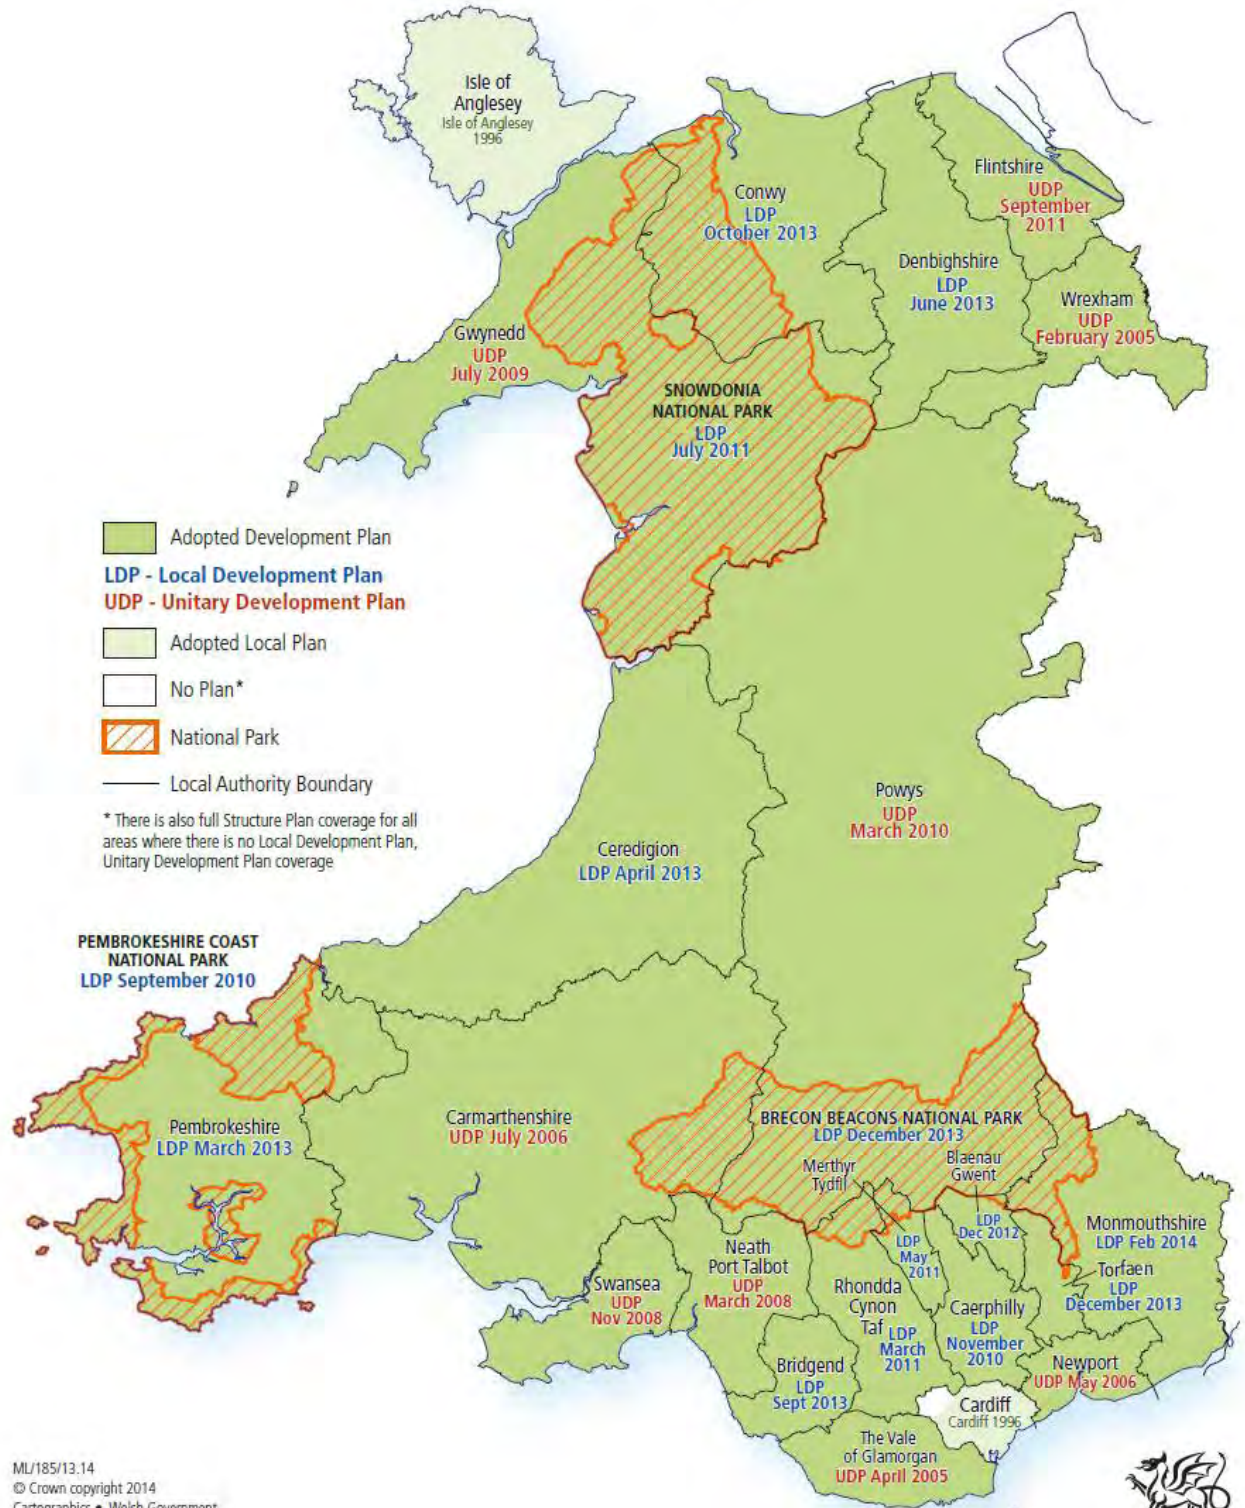 Isle of
Anglesey
Isle of Anglesey
1996
Flintshire
UDP
September
2011
Conwy
LDP
October 2013
Denbighshire
LDP
June 2013
Wrexham
UDP
February 2005
Gwynedd
UDP
July 2009
SNOWDONIA
NATIONAL PARK
LDP
July 2011
Adopted Development Plan
LDP - Local Development Plan
UDP - Unitary Development Plan
Adopted Local Plan
No Plan*
National Park
Local Authority Boundary
* There is also full Structure Plan coverage for all
areas where there is no Local Development Plan,
Unitary Development Plan coverage
Powys
UDP
March 2010
Ceredigion
LDP April 2013
PEMBROKESHIRE COAST
NATIONAL PARK
LDP September 2010
Pembrokeshire
LDP March 2013
Carmarthenshire
UDP July 2006
BRECON BEACONS NATIONAL PARK
LDP December 2013
Merthyr
Tydfil
LDP
May
2011
Blaenau
Gwent
LDP
Dec 2012
Monmouthshire
LDP Feb 2014
Torfaen
LDP
December 2013
Swansea
UDP
Nov 2008
Neath
Port Talbot
UDP
March 2008
Rhondda
Cynon
Taf
LDP
March
2011
Caerphilly
LDP
November
2010
Bridgend
LDP
Sept 2013
Newport
UDP May 2006
Cardiff
Cardiff 1996
The Vale
of Glamorgan
UDP April 2005
ML/185/13.14
© Crown copyright 2014
Cartographics • Welsh Government